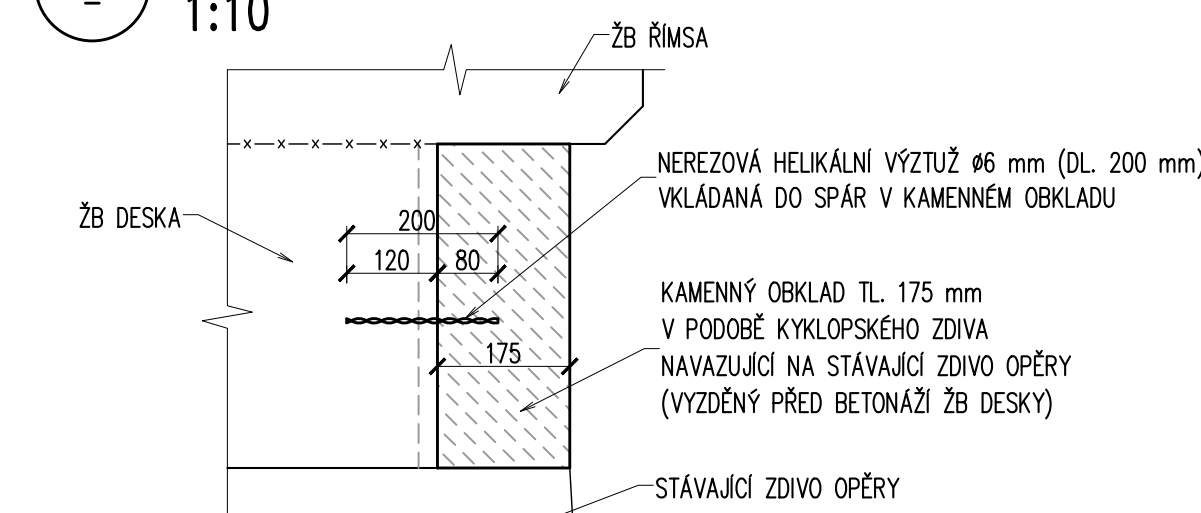 1:10
ŽB ŘÍMSA
NEREZOVÁ HELIKÁLNÍ VÝZTUŽ ø6 mm (DL. 200 mm)
VKLÁDANÁ DO SPÁR V KAMENNÉM OBKLADU
ŽB DESKA
200
120
80
KAMENNÝ OBKLAD TL. 175 mm
V PODOBĚ KYKLOPSKÉHO ZDIVA
NAVAZUJÍCÍ NA STÁVAJÍCÍ ZDIVO OPĚRY
(VYZDĚNÝ PŘED BETONÁŽÍ ŽB DESKY)
175
STÁVAJÍCÍ ZDIVO OPĚRY